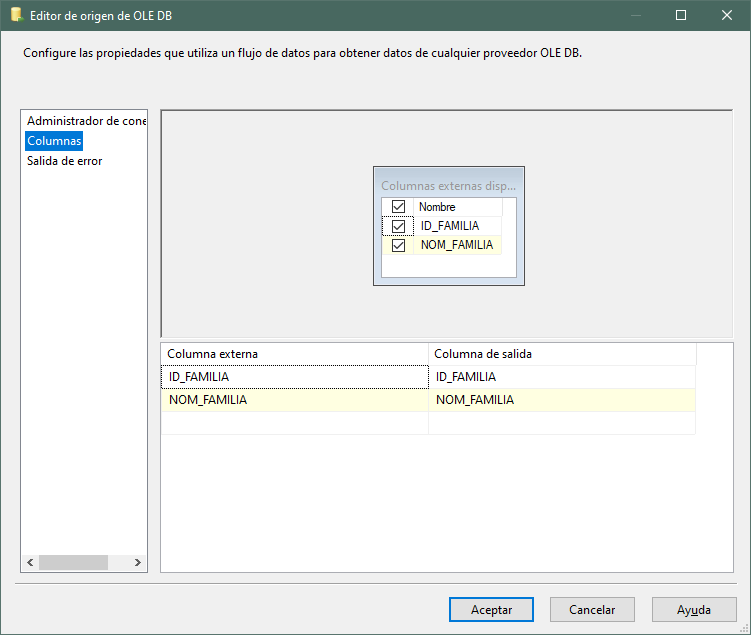 Editor de origen de OLE DB
Configure las propiedades que utiliza un flujo de datos para obtener datos de cualquier proveedor OLE DB.
Administrador de cone
Columnas
Salida de error
Columnas externas disp...
Nombre
ID_FAMILIA
NOM_FAMILIA
Columna externa Columna de salida
ID_FAMILIA ID_FAMILIA
NOM_FAMILIA NOM_FAMILIA
Aceptar Cancelar Ayuda